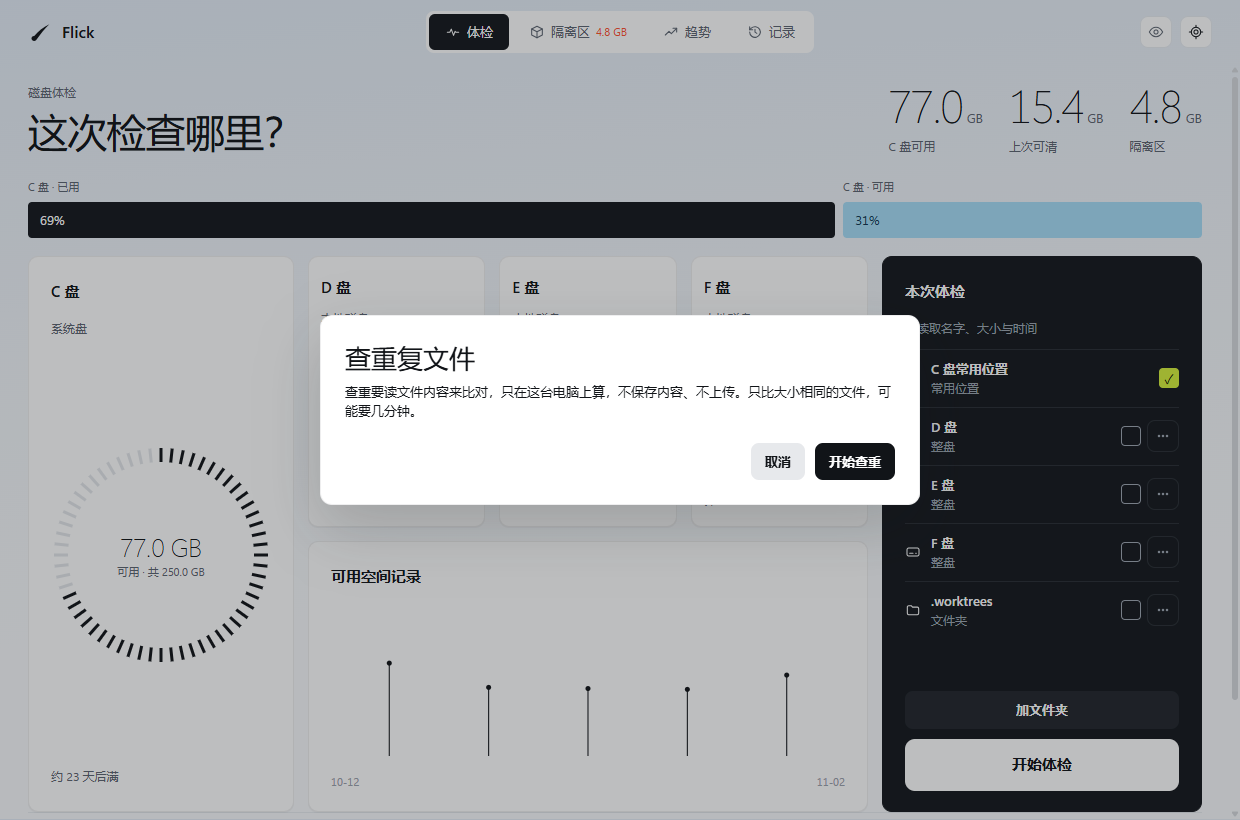 Flick
体检
隔离区 4.8 GB
趋势
记录
磁盘体检
这次检查哪里？
77.0 GB
C 盘可用
15.4 GB
上次可清
4.8 GB
隔离区
C 盘 · 已用
C 盘 · 可用
69%
31%
C 盘
系统盘
77.0 GB
可用 · 共 250.0 GB
约 23 天后满
D 盘
E 盘
F 盘
查重复文件
查重要读文件内容来比对，只在这台电脑上算，不保存内容、不上传。只比大小相同的文件，可
能要几分钟。
取消
开始查重
可用空间记录
10-12
11-02
本次体检
读取名字、大小与时间
C 盘常用位置
常用位置
D 盘
整盘
E 盘
整盘
F 盘
整盘
.worktrees
文件夹
加文件夹
开始体检